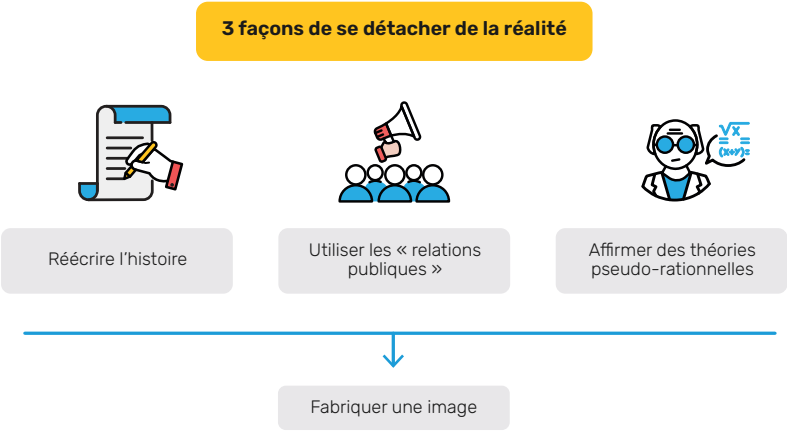 3 façons de se détacher de la réalité
√x
(x+y)=
Réécrire l’histoire
Utiliser les « relations
publiques »
Affirmer des théories
pseudo-rationnelles
Fabriquer une image